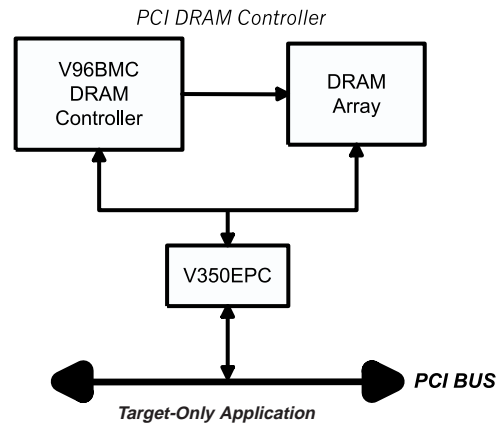 PCI DRAM Controller
V96BMC
DRAM
Controller
DRAM
Array
V350EPC
PCI BUS
Target-Only Application